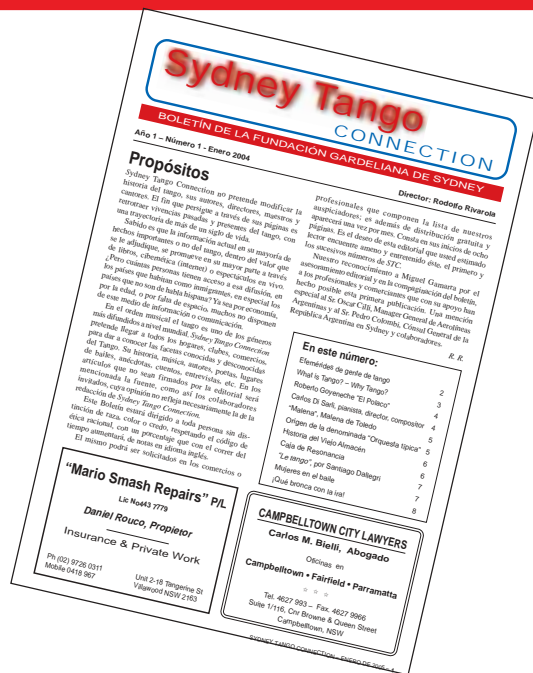 Sydney Tango
CONNECTION
BOLETÍN DE LA FUNDACIÓN GARDELIANA DE SYDNEY
Año 1 – Número 1 - Enero 2004
Director: Rodolfo Rivarola
Propósitos
Sydney Tango Connection no pretende modificar la
historia del tango, sus autores, directores, maestros y
cantores. El fin que persigue a través de sus páginas es
retrotraer vivencias pasadas y presentes del tango, con
una trayectoria de más de un siglo de vida.
Sabido es que la información actual en su mayoría de
hechos importantes o no del tango, dentro del valor que
se le adjudique, se promueve en su mayor parte a través
de libros, cibernética (internet) o espectáculos en vivo.
¿Pero cuántas personas tienen acceso a esa difusión, en
los países que habitan como inmigrantes, en especial los
países que no son de habla hispana? Ya sea por economía,
por la edad, o por falta de espacio, muchos no disponen
de este medio de información o comunicación.
En el orden musical el tango es uno de los géneros
más difundidos a nivel mundial, Sydney Tango Connection
pretende llegar a todos los hogares, clubes, comercios,
para dar a conocer las facetas conocidas y desconocidas
del Tango. Su historia, música, autores, poetas, lugares
de bailes, anécdotas, cuentos, entrevistas, etc. En los
artículos que no sean firmados por la editorial será
mencionada la fuente, como así los colaboradores
invitados, cuya opinión no refleja necesariamente la de la
redacción de Sydney Tango Connection.
Este Boletín estará dirigido a toda persona sin dis-
tinción de raza, color o credo, respetando el código de
ética racional, con un porcentaje que con el correr del
tiempo aumentará, de notas en idioma inglés.
El mismo podrá ser solicitados en los comercios o
profesionales que componen la lista de nuestros
auspiciadores; es además de distribución gratuita y
aparecerá una vez por mes. Consta en sus inicios de ocho
páginas. Es el deseo de esta editorial que usted estimado
lector encuentre ameno y entretenido éste, el primero y
los sucesivos números de STC.
Nuestro reconocimiento a Miguel Gamarra por el
asesoramiento editorial y en la compaginación del boletín,
a los profesionales y comerciantes que con su apoyo han
hecho posible esta primera publicación. Una mención
especial al Sr. Oscar Cilli, Manager General de Aerolíneas
Argentinas y al Sr. Pedro Colombi, Cónsul General de la
República Argentina en Sydney y colaboradores.
R. R.
En este número:
Efemérides de gente de tango 2
What is Tango? – Why Tango? 3
Roberto Goyeneche "El Polaco" 4
Carlos Di Sarli, pianista, director, compositor 4
"Malena", Malena de Toledo 5
Origen de la denominada "Orquesta típica" 5
Historia del Viejo Almacén 6
Caja de Resonancia 6
"Le tango", por Santiago Dallegri 7
Mujeres en el baile 7
¡Qué bronca con la ira! 8
"Mario Smash Repairs" P/L
Lic No443 7779
Daniel Rouco, Propietor
Insurance & Private Work
Ph (02) 9726 0311
Mobile 0418 967
Unit 2-18 Tangerine St
Villawood NSW 2163
CAMPBELLTOWN CITY LAWYERS
Carlos M. Bielli, Abogado
Oficinas en
Campbelltown • Fairfield • Parramatta
* * *
Tel. 4627 993 – Fax. 4627 9966
Suite 1/116, Cnr Browne & Queen Street
Campbelltown, NSW